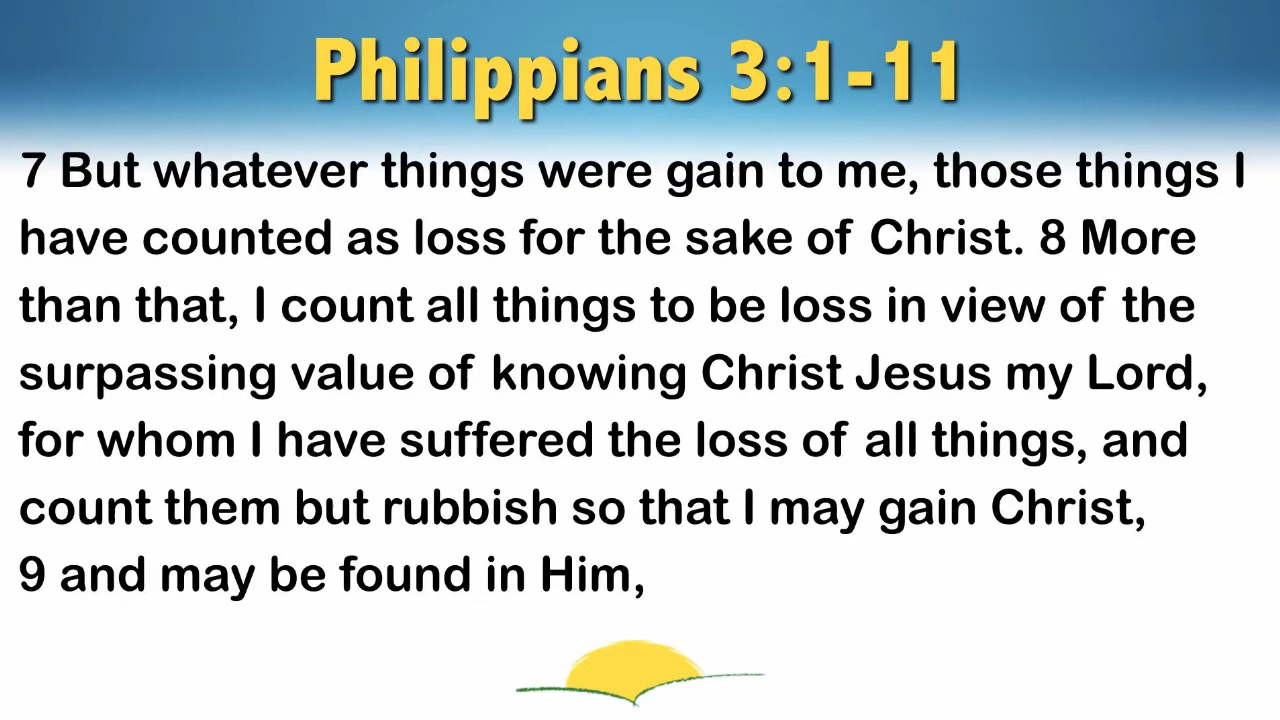 Philippians 3:1-11
7 But whatever things were gain to me, those things I
have counted as loss for the sake of Christ. 8 More
than that, I count all things to be loss in view of the
surpassing value of knowing Christ Jesus my Lord,
for whom I have suffered the loss of all things, and
count them but rubbish so that I may gain Christ,
9 and may be found in Him,